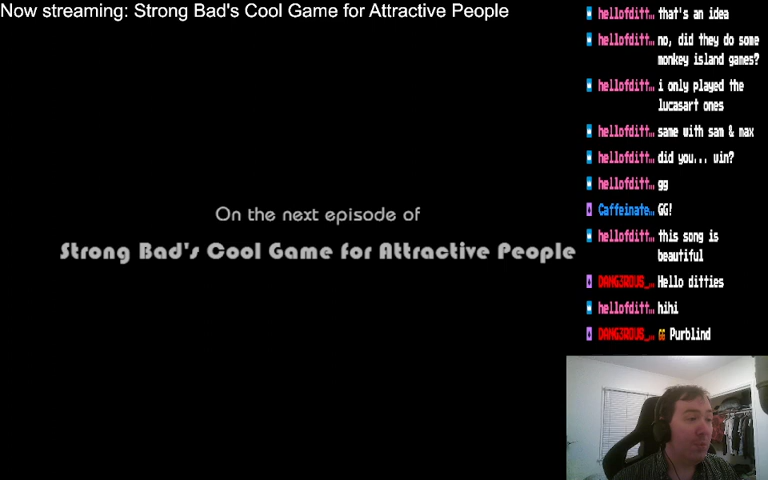 Now streaming: Strong Bad's Cool Game for Attractive People
On the next episode of
Strong Bad's Cool Game for Attractive People
hellofditt… that's an idea
hellofditt… no, did they do some
monkey island games?
hellofditt… i only played the
lucasart ones
hellofditt… same with sam & max
hellofditt… did you... win?
hellofditt… gg
Caffeinate… GG!
hellofditt… this song is
beautiful
DANG3ROUS_… Hello ditties
hellofditt… hihi
DANG3ROUS_… GG Purblind